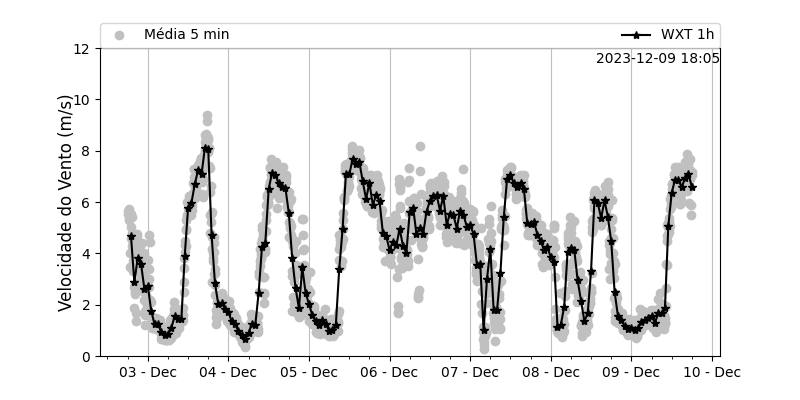 Média 5 min WXT 1h
2023-12-09 18:05
Velocidade do Vento (m/s)
12
10
8
6
4
2
0
03 - Dec 04 - Dec 05 - Dec 06 - Dec 07 - Dec 08 - Dec 09 - Dec 10 - Dec